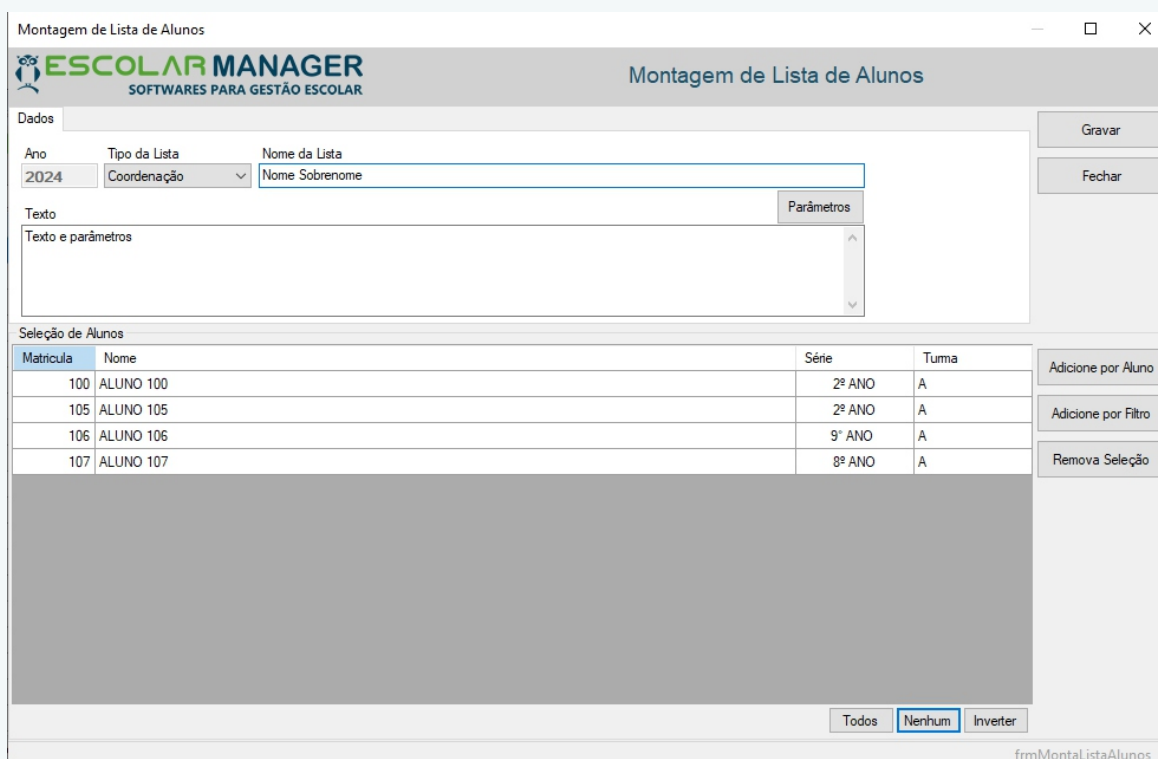 Montagem de Lista de Alunos
ESCOLAR MANAGER
SOFTWARES PARA GESTÃO ESCOLAR
Montagem de Lista de Alunos
Dados
Gravar
Fechar
Ano Tipo da Lista Nome da Lista
2024 Coordenação Nome Sobrenome
Parâmetros
Texto
Texto e parâmetros
Seleção de Alunos
Matricula Nome Série Turma
100 ALUNO 100 2º ANO A
105 ALUNO 105 2º ANO A
106 ALUNO 106 9° ANO A
107 ALUNO 107 8º ANO A
Adicione por Aluno
Adicione por Filtro
Remova Seleção
Todos Nenhum Inverter
frmMontaListaAlunos